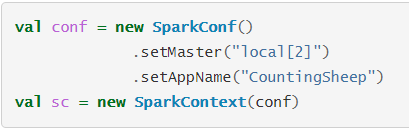 val conf = new SparkConf()
             .setMaster("local[2]")
             .setAppName("CountingSheep")
val sc = new SparkContext(conf)